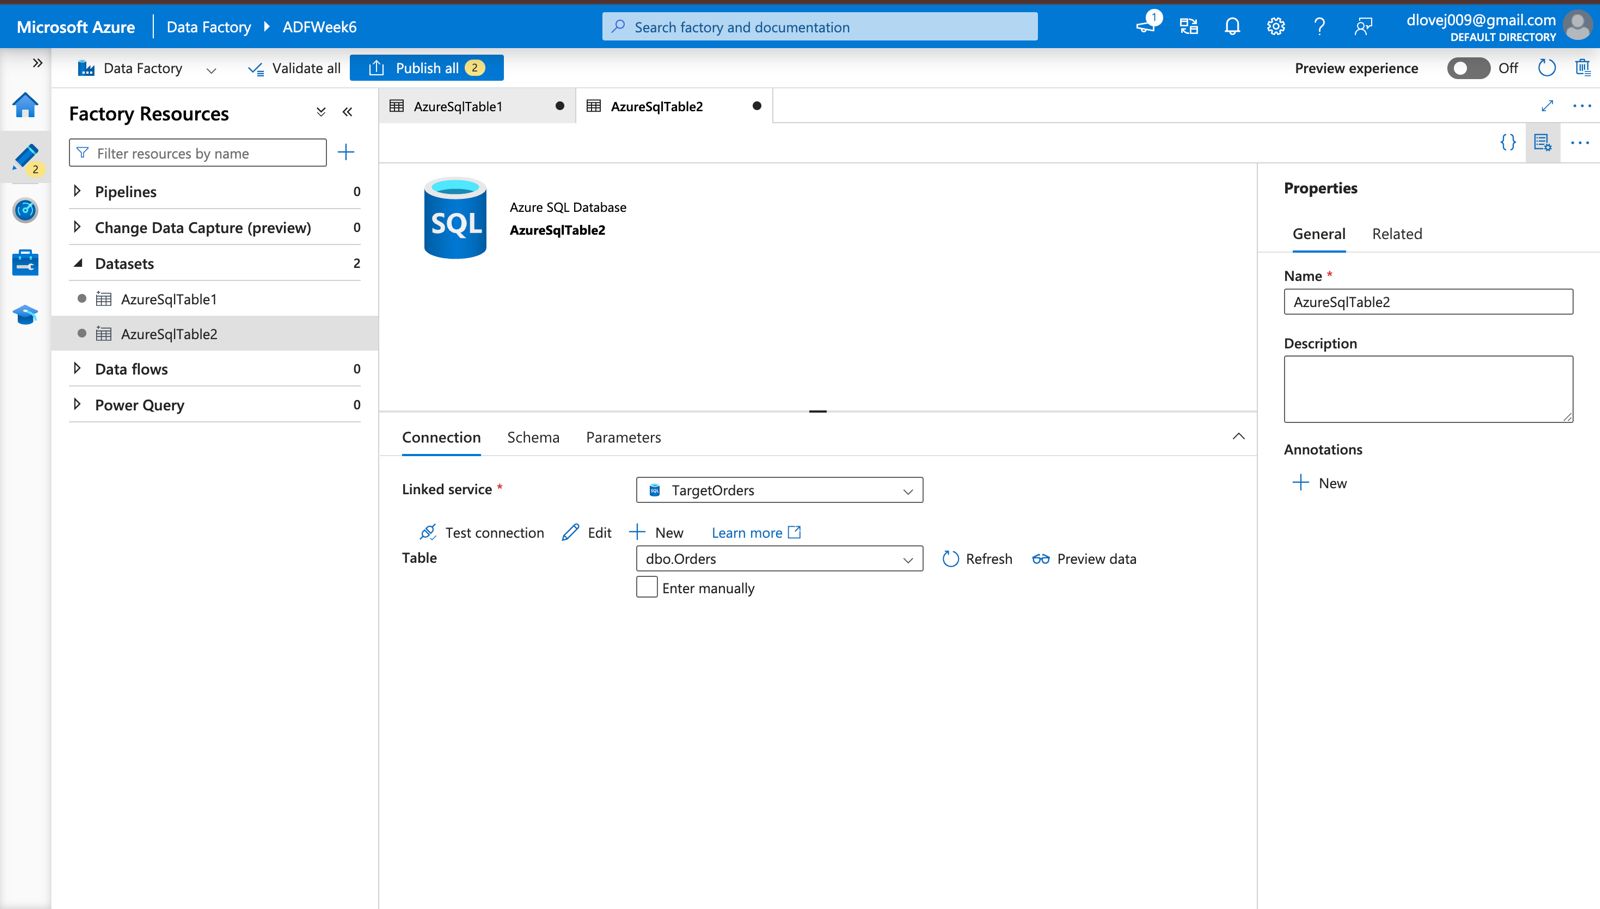 Microsoft Azure
Data Factory
ADFWeek6
Search factory and documentation
1
dlovej009@gmail.com
DEFAULT DIRECTORY
Data Factory
Validate all
Publish all 2
Preview experience
Off
2
Factory Resources
Filter resources by name
Pipelines 0
Change Data Capture (preview) 0
Datasets 2
AzureSqlTable1
AzureSqlTable2
Data flows 0
Power Query 0
AzureSqlTable1
AzureSqlTable2
{}
SQL
Azure SQL Database
AzureSqlTable2
Connection
Schema
Parameters
Linked service *
TargetOrders
Test connection
Edit
New
Learn more
Table
dbo.Orders
Refresh
Preview data
Enter manually
Properties
General
Related
Name *
AzureSqlTable2
Description
Annotations
New